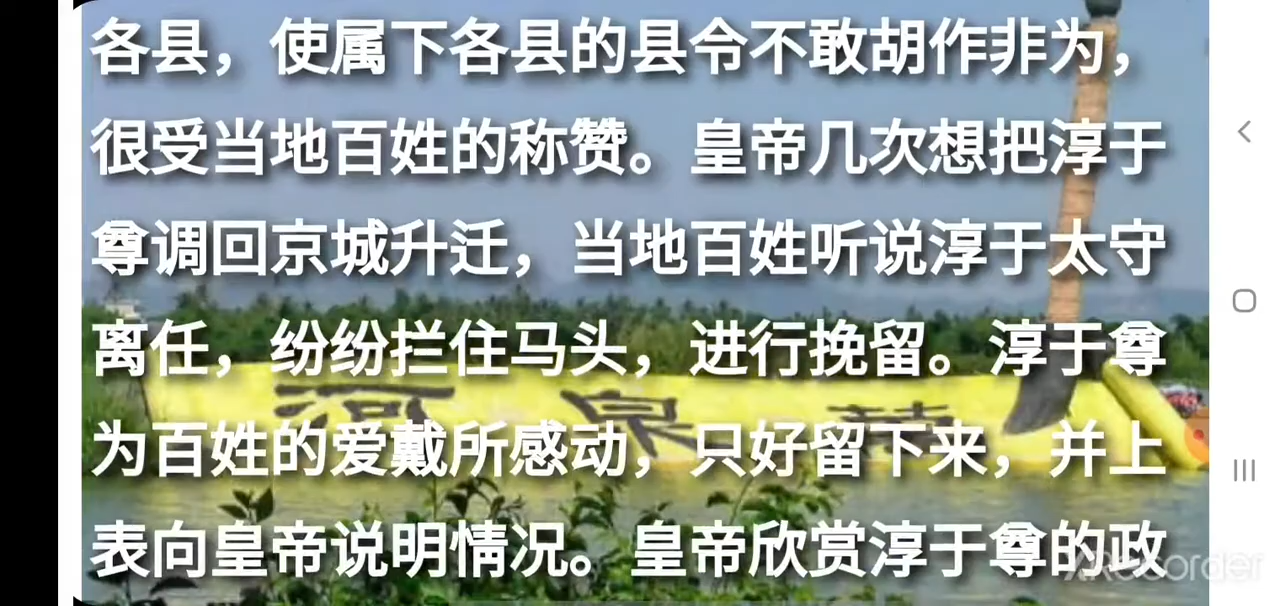 各县，使属下各县的县令不敢胡作非为，
很受当地百姓的称赞。皇帝几次想把淳于
尊调回京城升迁，当地百姓听说淳于太守
离任，纷纷拦住马头，进行挽留。淳于尊
为百姓的爱戴所感动，只好留下来，并上
表向皇帝说明情况。皇帝欣赏淳于尊的政
河泉
XRecorder